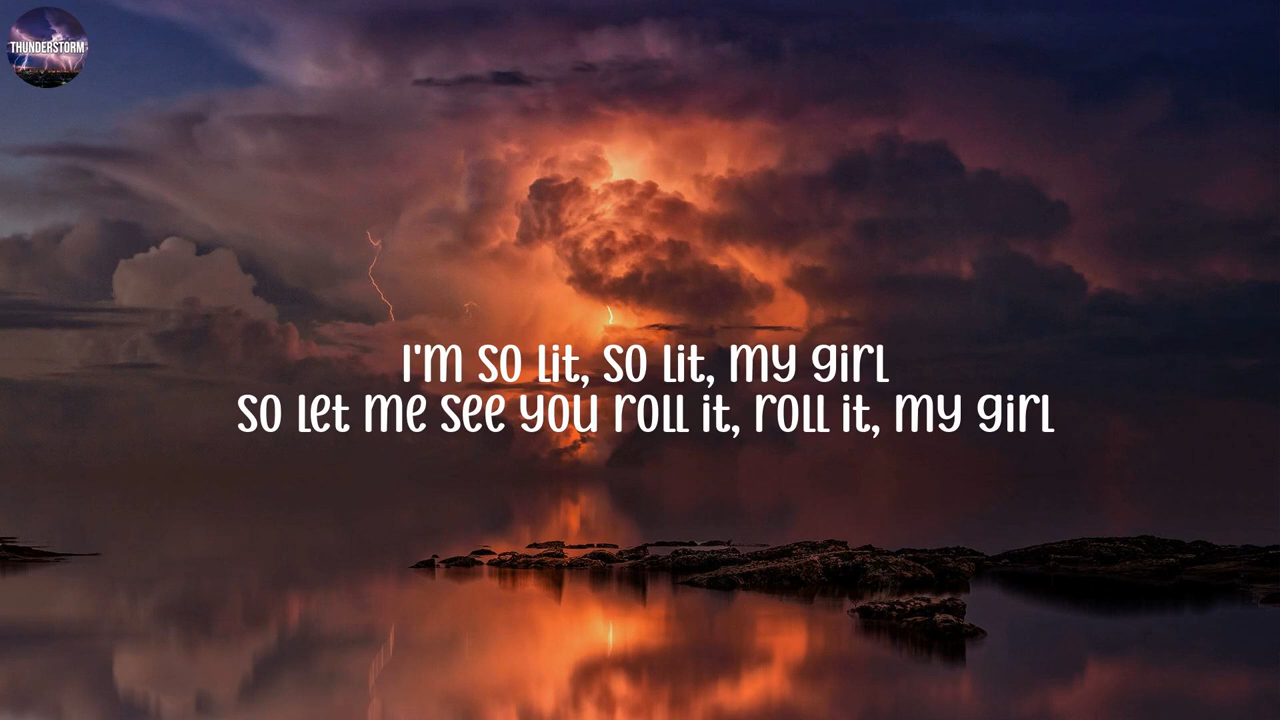 THUNDERSTORM
I'm so lit, so lit, my girl
So let me see you roll it, roll it, my girl